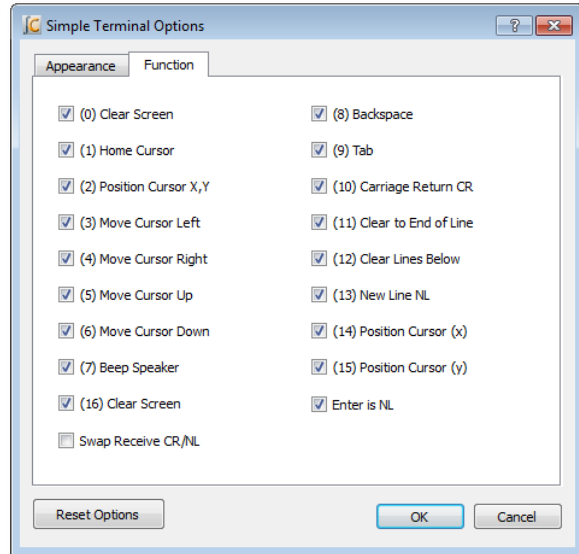 Simple Terminal Options
Appearance
Function
(0) Clear Screen
(8) Backspace
(1) Home Cursor
(9) Tab
(2) Position Cursor X,Y
(10) Carriage Return CR
(3) Move Cursor Left
(11) Clear to End of Line
(4) Move Cursor Right
(12) Clear Lines Below
(5) Move Cursor Up
(13) New Line NL
(6) Move Cursor Down
(14) Position Cursor (x)
(7) Beep Speaker
(15) Position Cursor (y)
(16) Clear Screen
Enter is NL
Swap Receive CR/NL
Reset Options
OK
Cancel